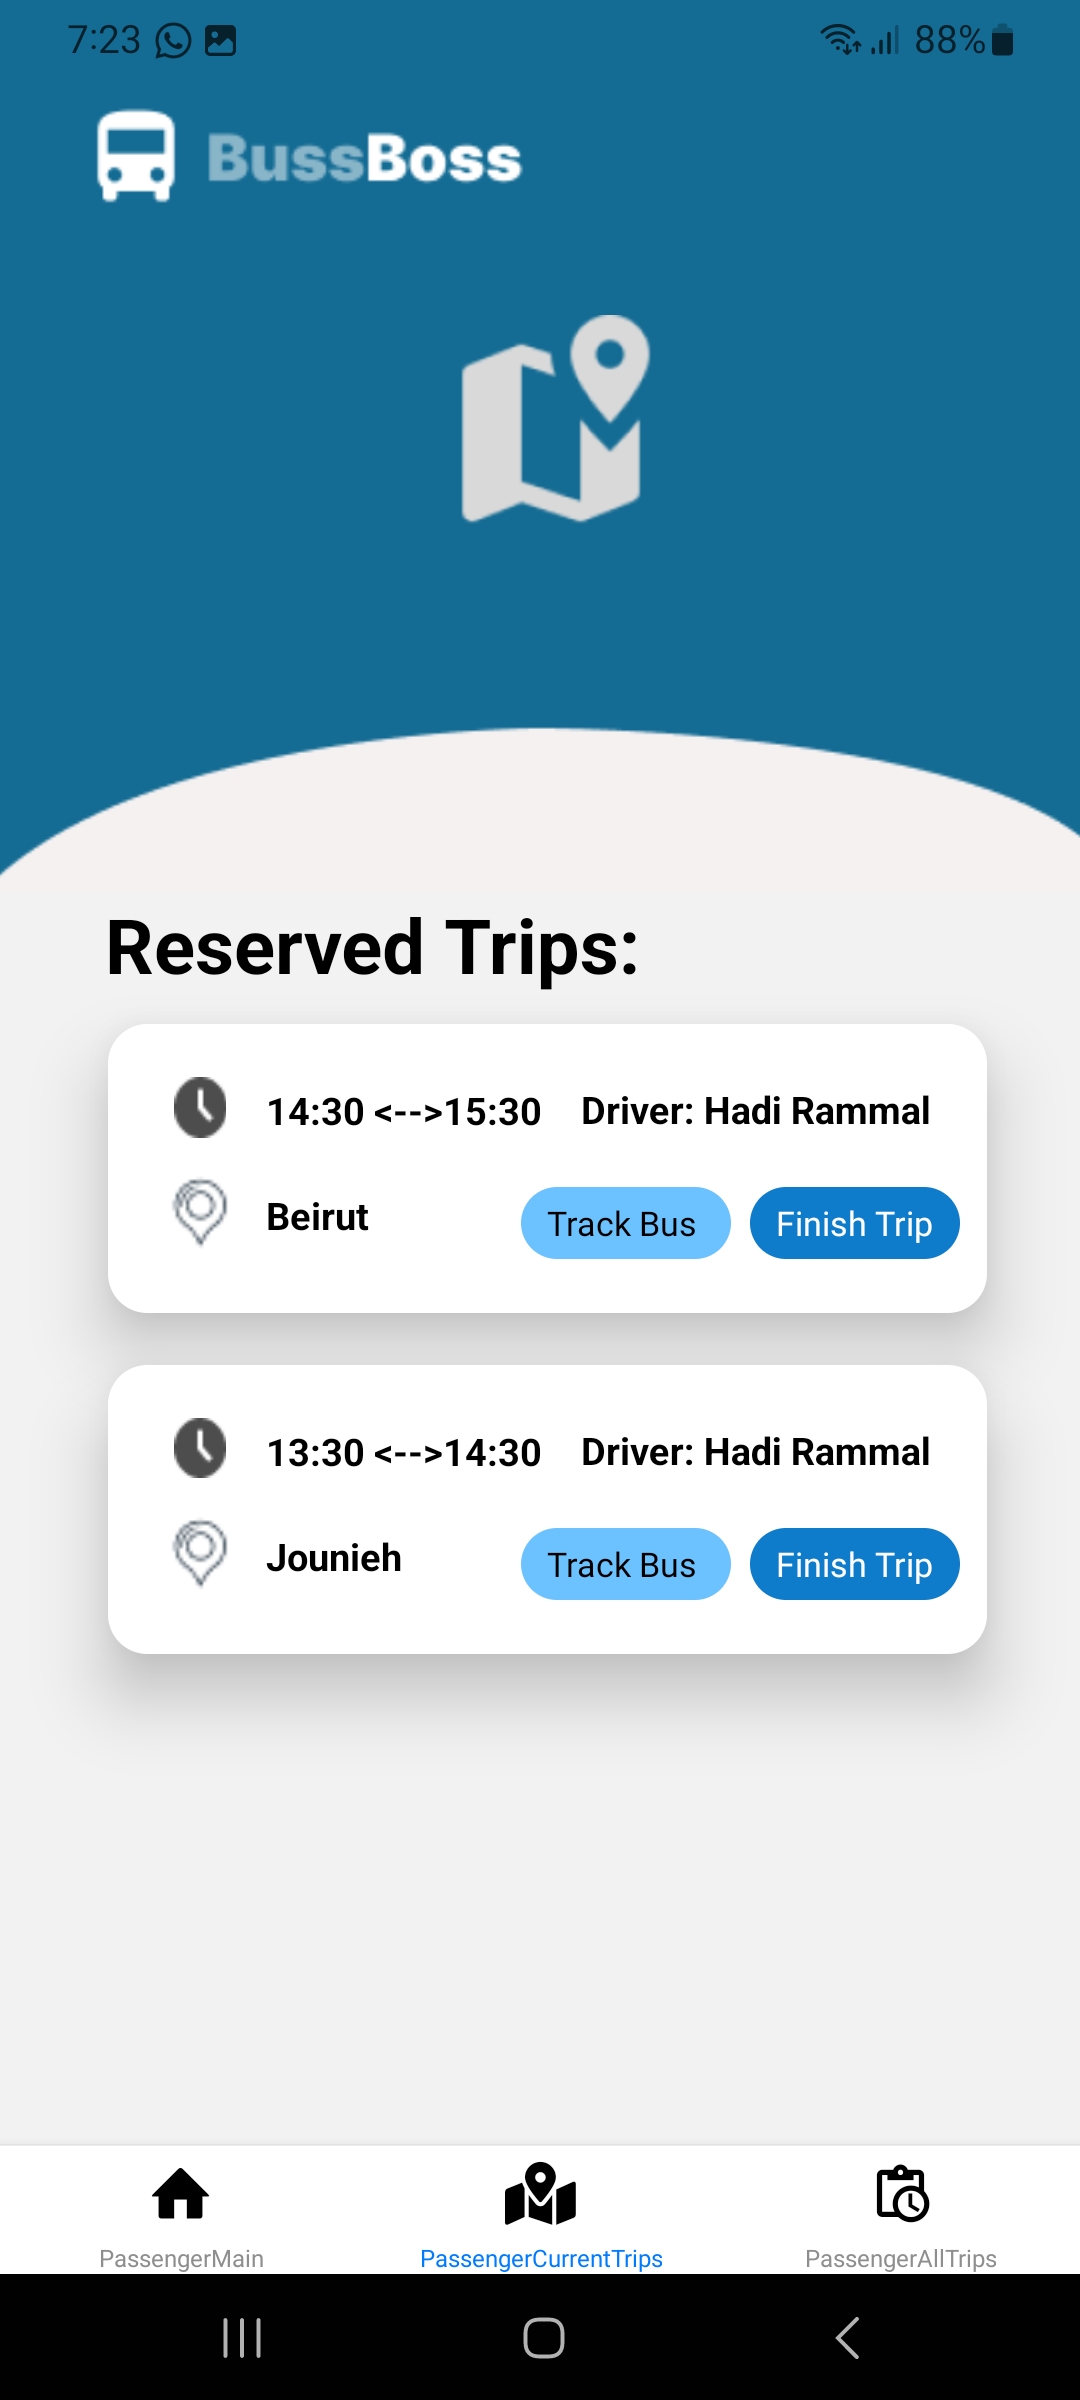 7:23 88%
BussBoss
Reserved Trips:
14:30 <-->15:30 Driver: Hadi Rammal
Beirut Track Bus Finish Trip
13:30 <-->14:30 Driver: Hadi Rammal
Jounieh Track Bus Finish Trip
PassengerMain PassengerCurrentTrips PassengerAllTrips